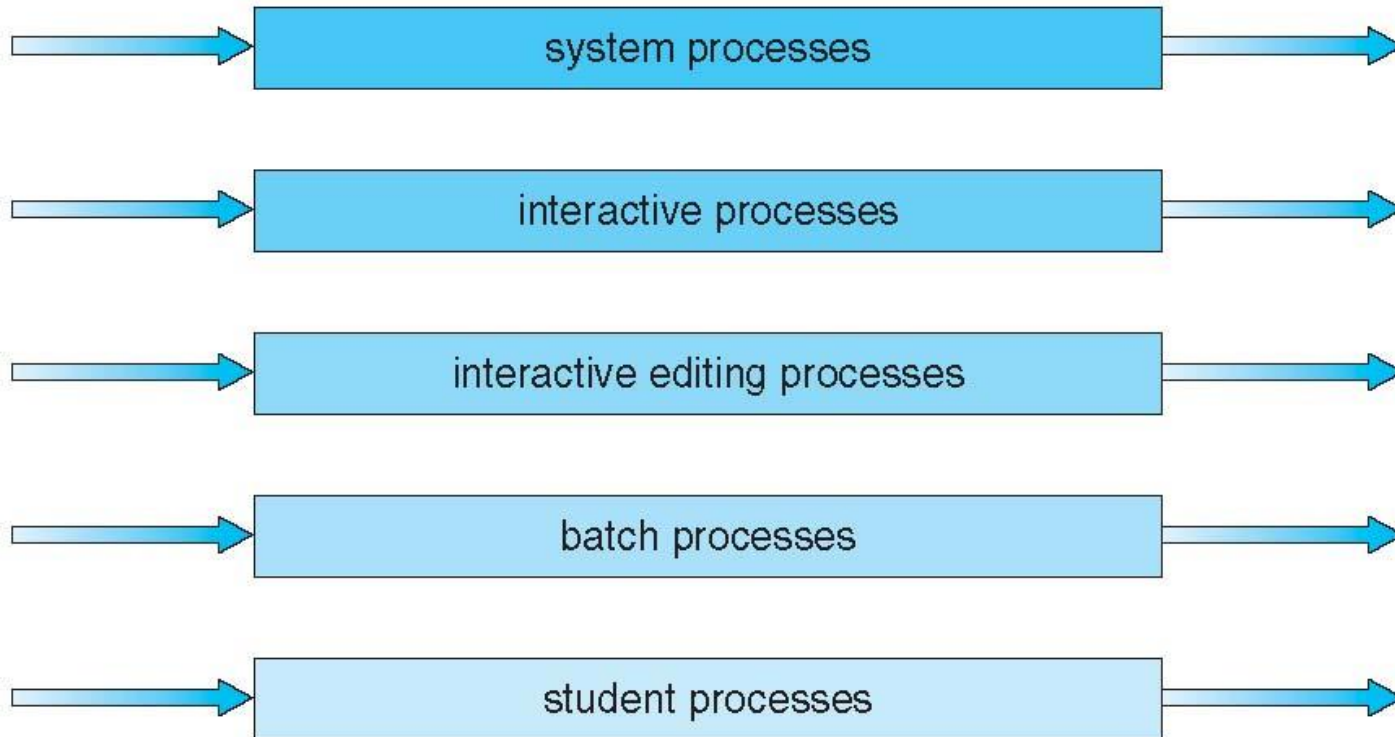 system processes
interactive processes
interactive editing processes
batch processes
student processes